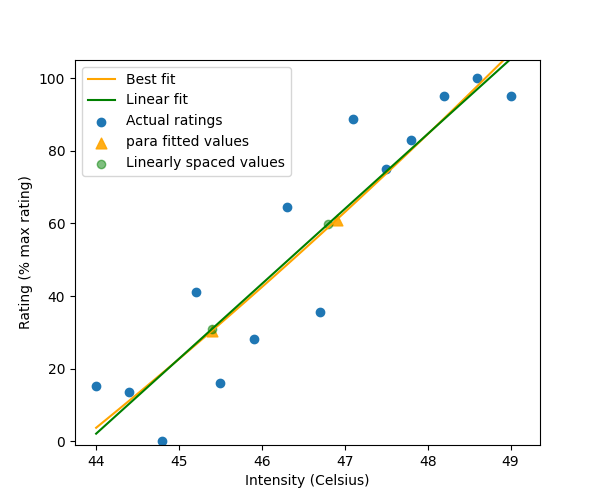 Best fit
Linear fit
Actual ratings
para fitted values
Linearly spaced values
100
80
60
40
20
0
Rating (% max rating)
44 45 46 47 48 49
Intensity (Celsius)